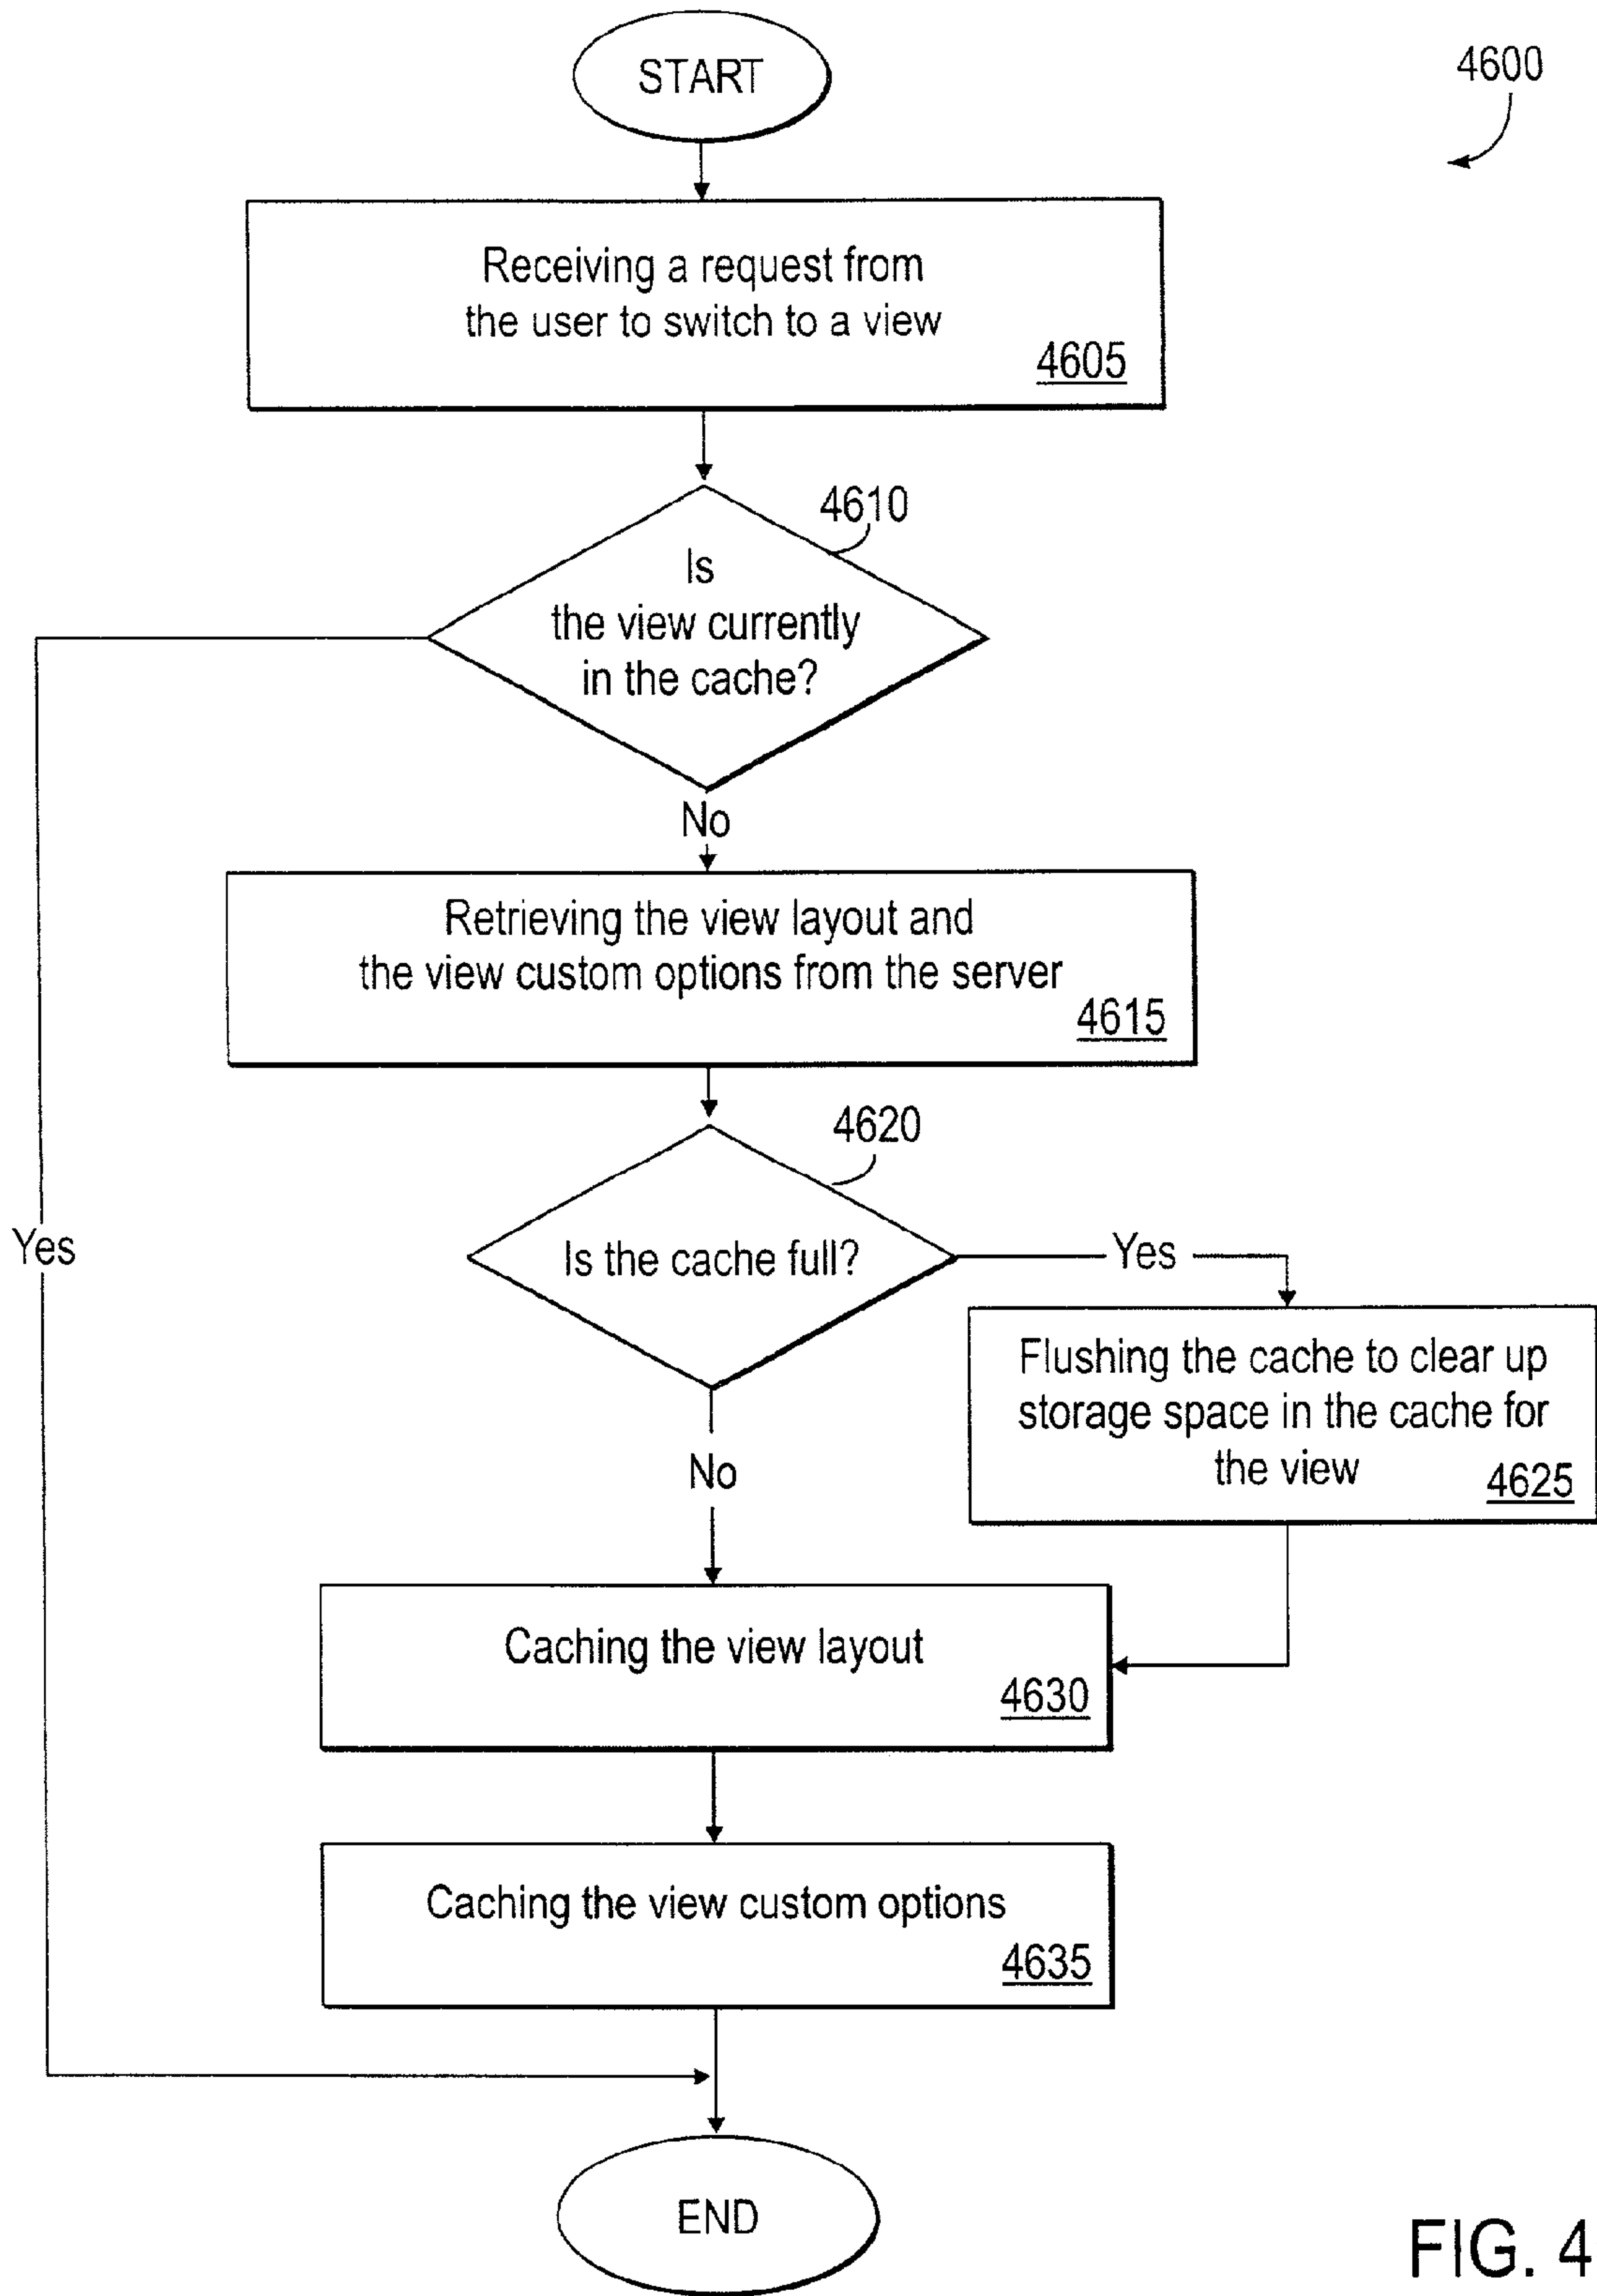 START
4600
Receiving a request from
the user to switch to a view
4605
4610
Is
the view currently
in the cache?
No
Retrieving the view layout and
the view custom options from the server
4615
4620
Yes
Is the cache full?
Yes
Flushing the cache to clear up
storage space in the cache for
the view
4625
No
Caching the view layout
4630
Caching the view custom options
4635
END
FIG. 4